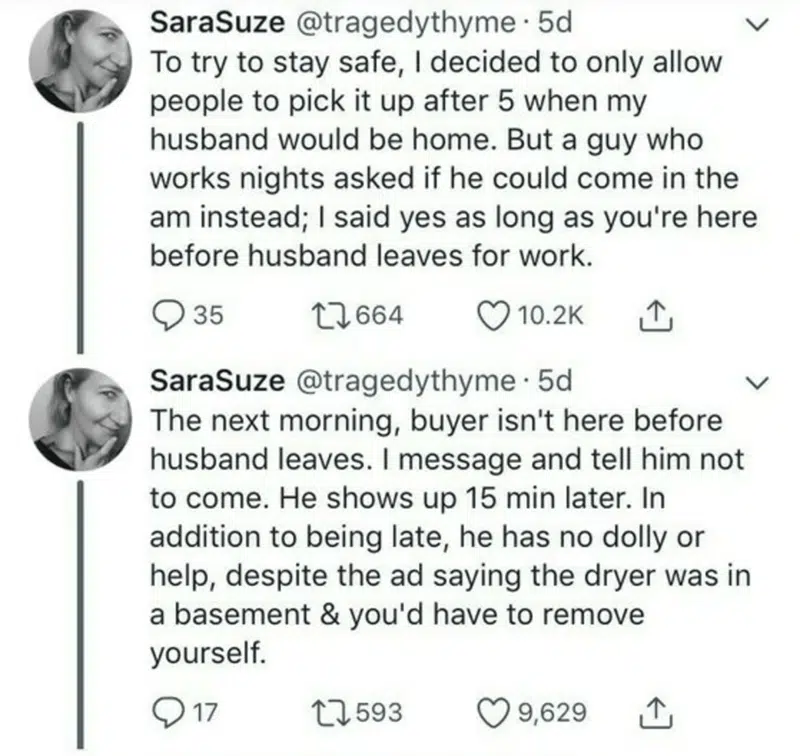 SaraSuze @tragedythyme · 5d
To try to stay safe, I decided to only allow
people to pick it up after 5 when my
husband would be home. But a guy who
works nights asked if he could come in the
am instead; I said yes as long as you're here
before husband leaves for work.
35 664 10.2K
SaraSuze @tragedythyme · 5d
The next morning, buyer isn't here before
husband leaves. I message and tell him not
to come. He shows up 15 min later. In
addition to being late, he has no dolly or
help, despite the ad saying the dryer was in
a basement & you'd have to remove
yourself.
17 593 9,629